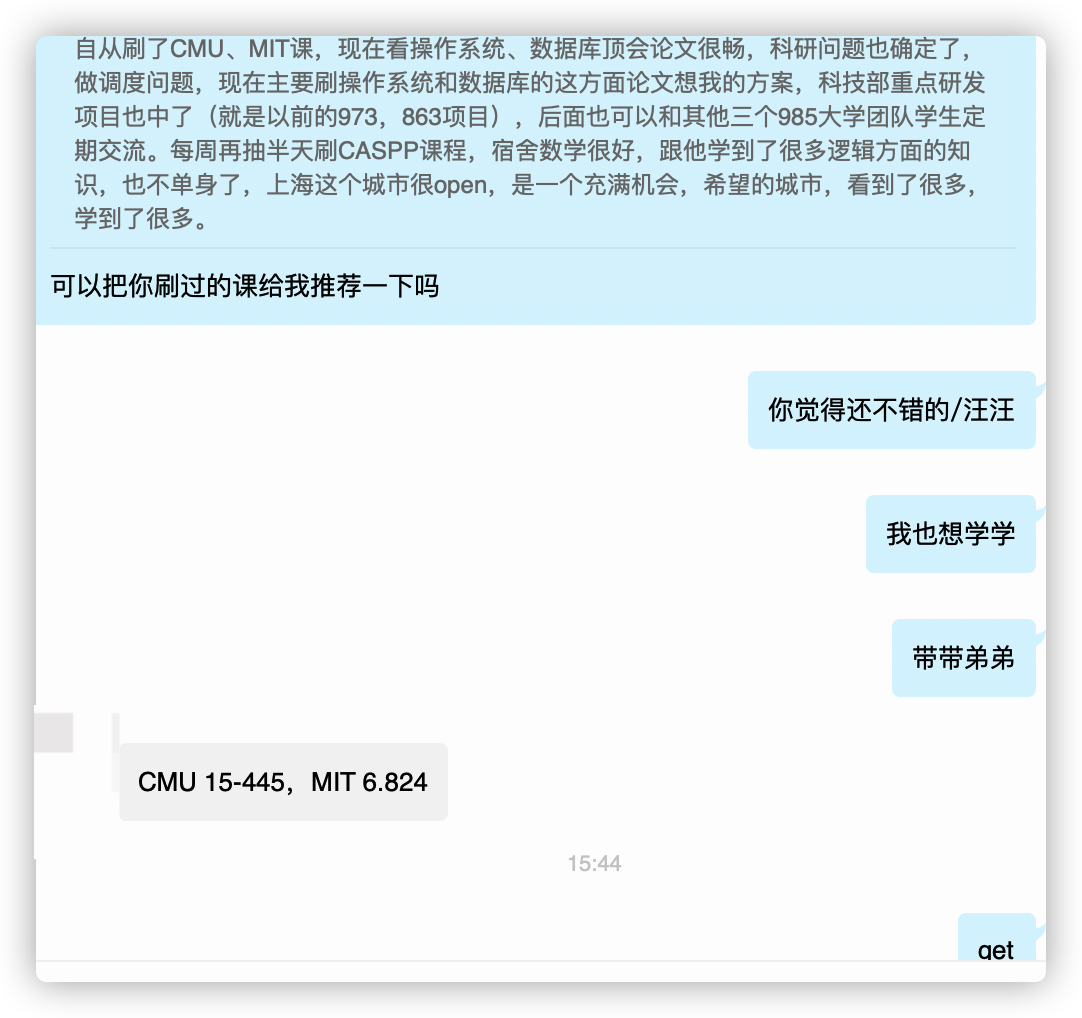 自从刷了CMU、MIT课，现在看操作系统、数据库顶会论文很畅，科研问题也确定了，
做调度问题，现在主要刷操作系统和数据库的这方面论文想我的方案，科技部重点研发
项目也中了（就是以前的973，863项目），后面也可以和其他三个985大学团队学生定
期交流。每周再抽半天刷CASPP课程，宿舍数学很好，跟他学到了很多逻辑方面的知
识，也不单身了，上海这个城市很open，是一个充满机会，希望的城市，看到了很多，
学到了很多。
可以把你刷过的课给我推荐一下吗
你觉得还不错的/汪汪
我也想学学
带带弟弟
CMU 15-445，MIT 6.824
15:44
get